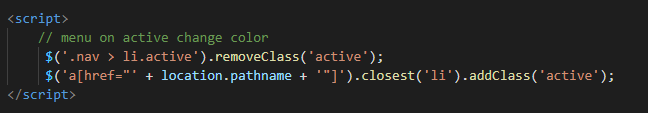 <script>
// menu on active change color
$('.nav > li.active').removeClass('active');
$('a[href="' + location.pathname + '"]').closest('li').addClass('active');
</script>